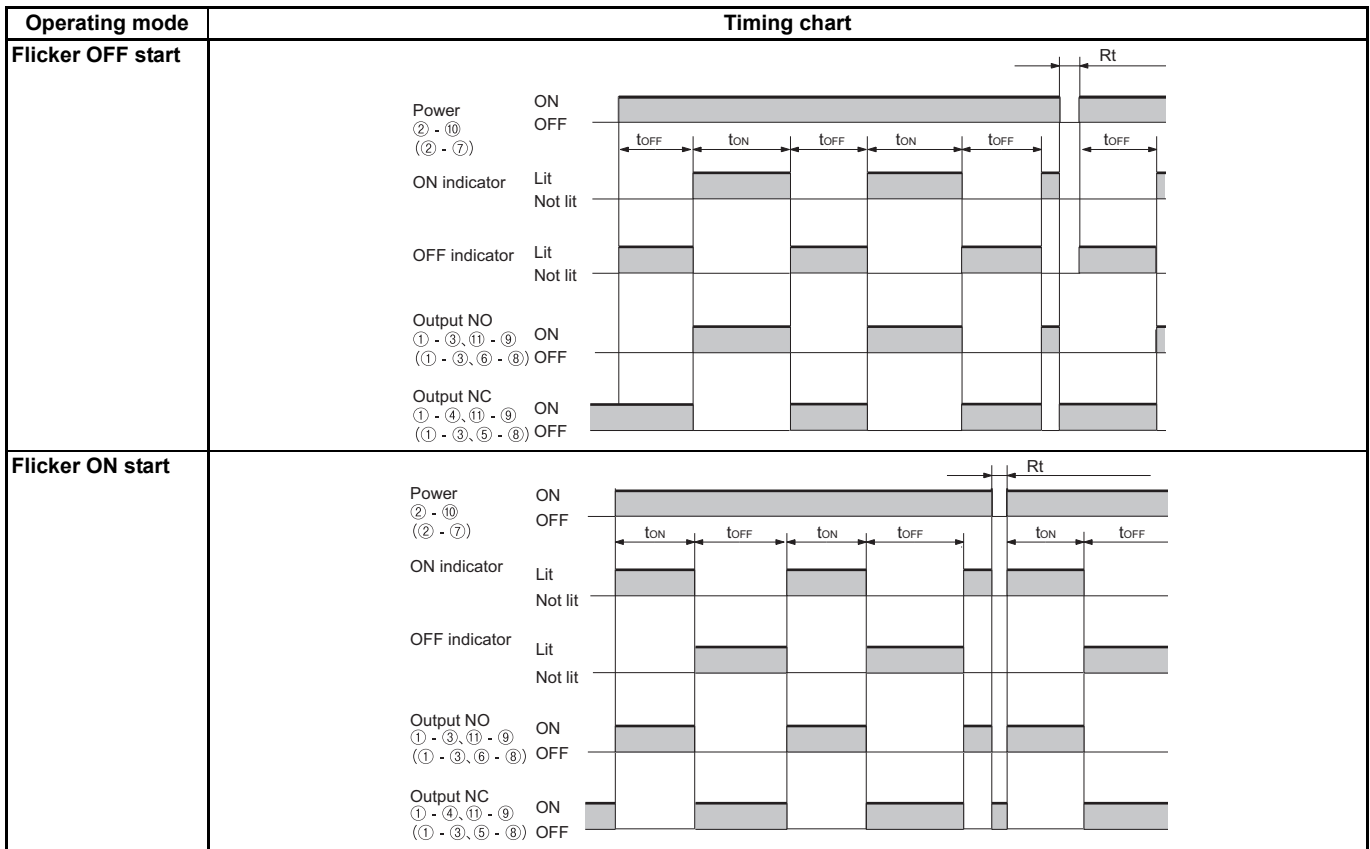 Operating mode
Timing chart
Flicker OFF start
Rt
Power
② - ⑩
(② - ⑦)
ON
OFF
tOFF tON tOFF tON tOFF tOFF
ON indicator
Lit
Not lit
OFF indicator
Lit
Not lit
Output NO
① - ③、⑪ - ⑨
(① - ③、⑥ - ⑧)
ON
OFF
Output NC
① - ④、⑪ - ⑨
(① - ③、⑤ - ⑧)
ON
OFF
Flicker ON start
Rt
Power
② - ⑩
(② - ⑦)
ON
OFF
tON tOFF tON tOFF tON tOFF
ON indicator
Lit
Not lit
OFF indicator
Lit
Not lit
Output NO
① - ③、⑪ - ⑨
(① - ③、⑥ - ⑧)
ON
OFF
Output NC
① - ④、⑪ - ⑨
(① - ③、⑤ - ⑧)
ON
OFF